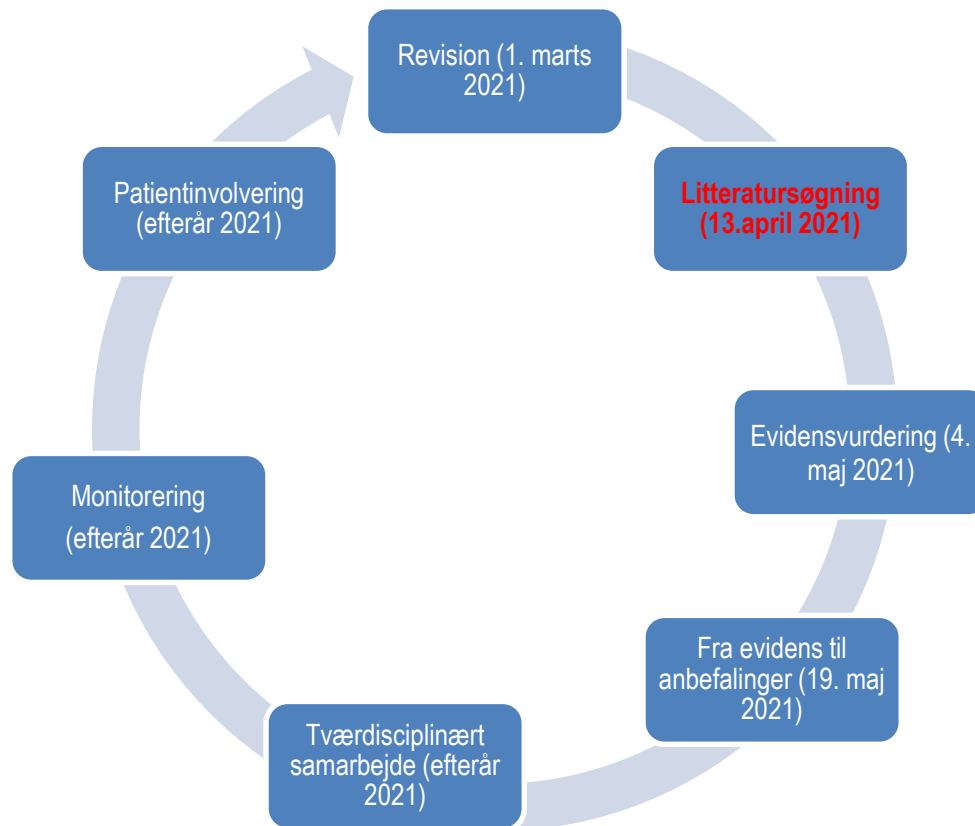 Revision (1. marts
2021)
Litteratursøgning
(13.april 2021)
Evidensvurdering (4.
maj 2021)
Fra evidens til
anbefalinger (19. maj
2021)
Tværdisciplinært
samarbejde (efterår
2021)
Monitorering
(efterår 2021)
Patientinvolvering
(efterår 2021)